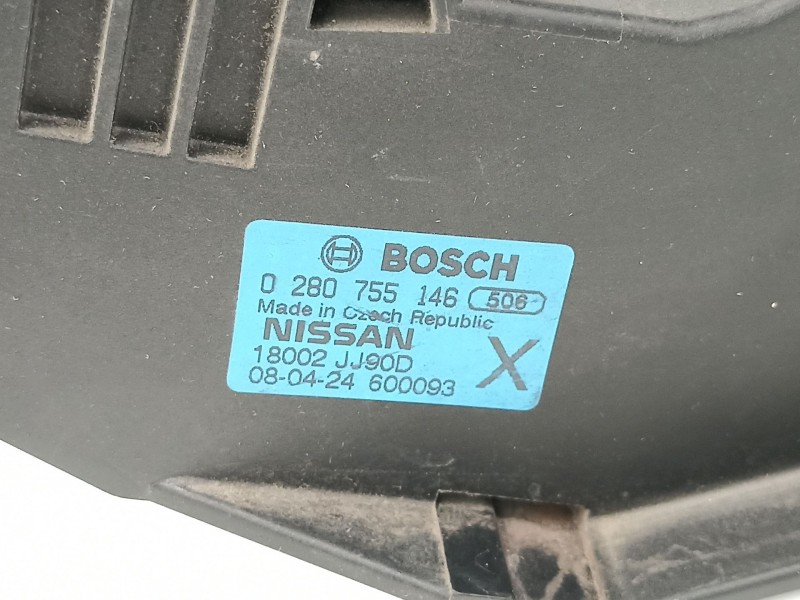 BOSCH
0 280 755 146 506
Made in Czech Republic
NISSAN
18002 JJ90D X
08-04-24 600093